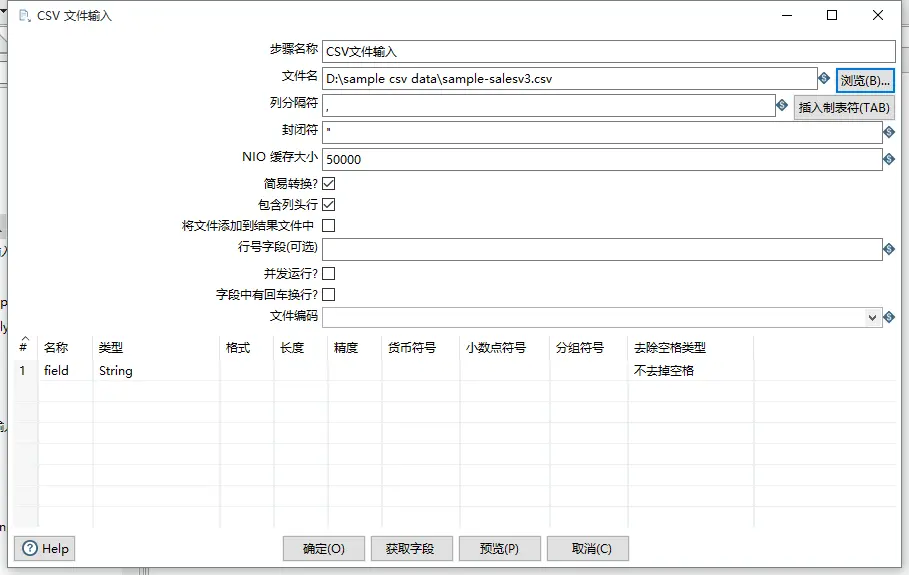 CSV 文件输入
步骤名称 CSV文件输入
文件名 D:\sample csv data\sample-salesv3.csv 浏览(B)...
列分隔符 , 插入制表符(TAB)
封闭符 "
NIO 缓存大小 50000
简易转换?
包含列头行
将文件添加到结果文件中
行号字段(可选)
并发运行?
字段中有回车换行?
文件编码
# 名称 类型 格式 长度 精度 货币符号 小数点符号 分组符号 去除空格类型
1 field String 不去掉空格
Help 确定(O) 获取字段 预览(P) 取消(C)